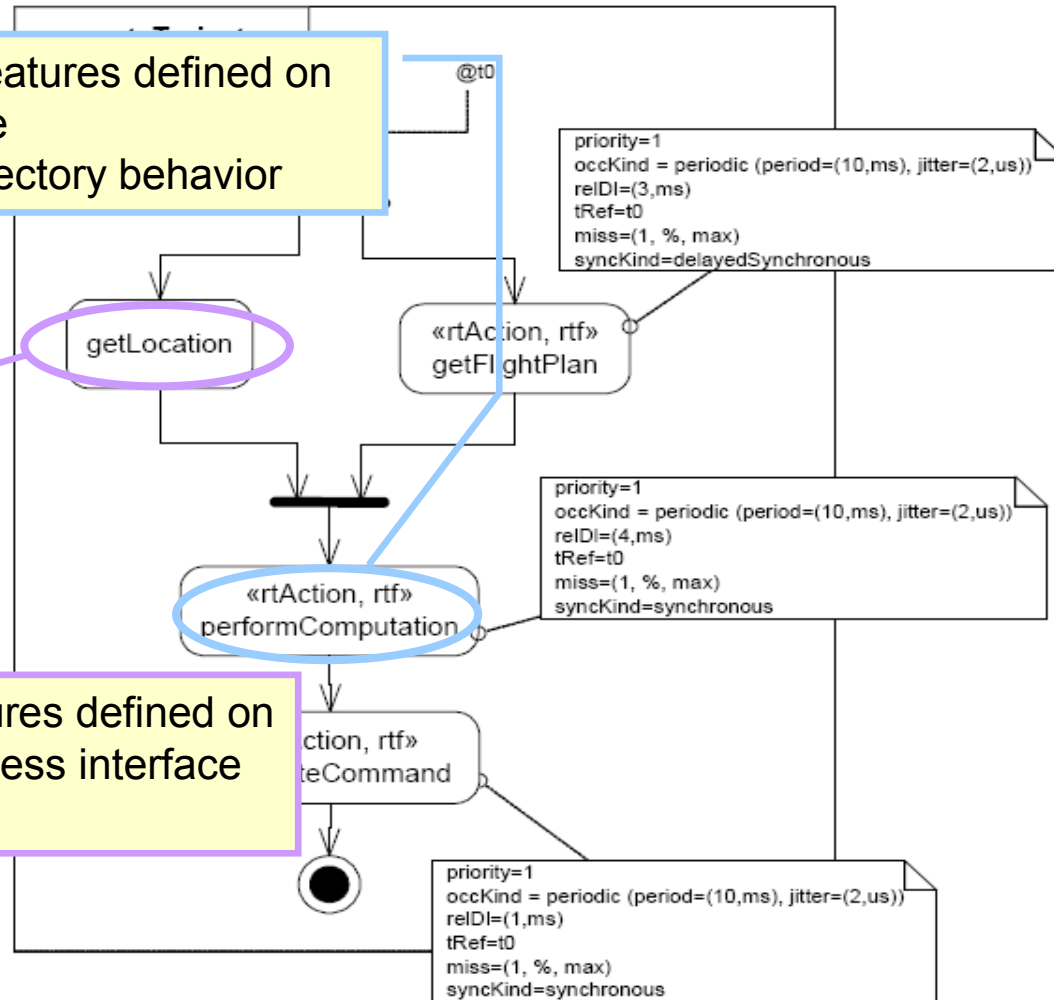 eatures defined on
ectory behavior
@t0
priority=1
occKind = periodic (period=(10,ms), jitter=(2,us))
relDl=(3,ms)
tRef=t0
miss=(1, %, max)
syncKind=delayedSynchronous
getLocation
«rtAction, rtf»
getFlightPlan
priority=1
occKind = periodic (period=(10,ms), jitter=(2,us))
relDl=(4,ms)
tRef=t0
miss=(1, %, max)
syncKind=synchronous
«rtAction, rtf»
performComputation
ures defined on
ess interface
ction, rtf»
teCommand
priority=1
occKind = periodic (period=(10,ms), jitter=(2,us))
relDl=(1,ms)
tRef=t0
miss=(1, %, max)
syncKind=synchronous